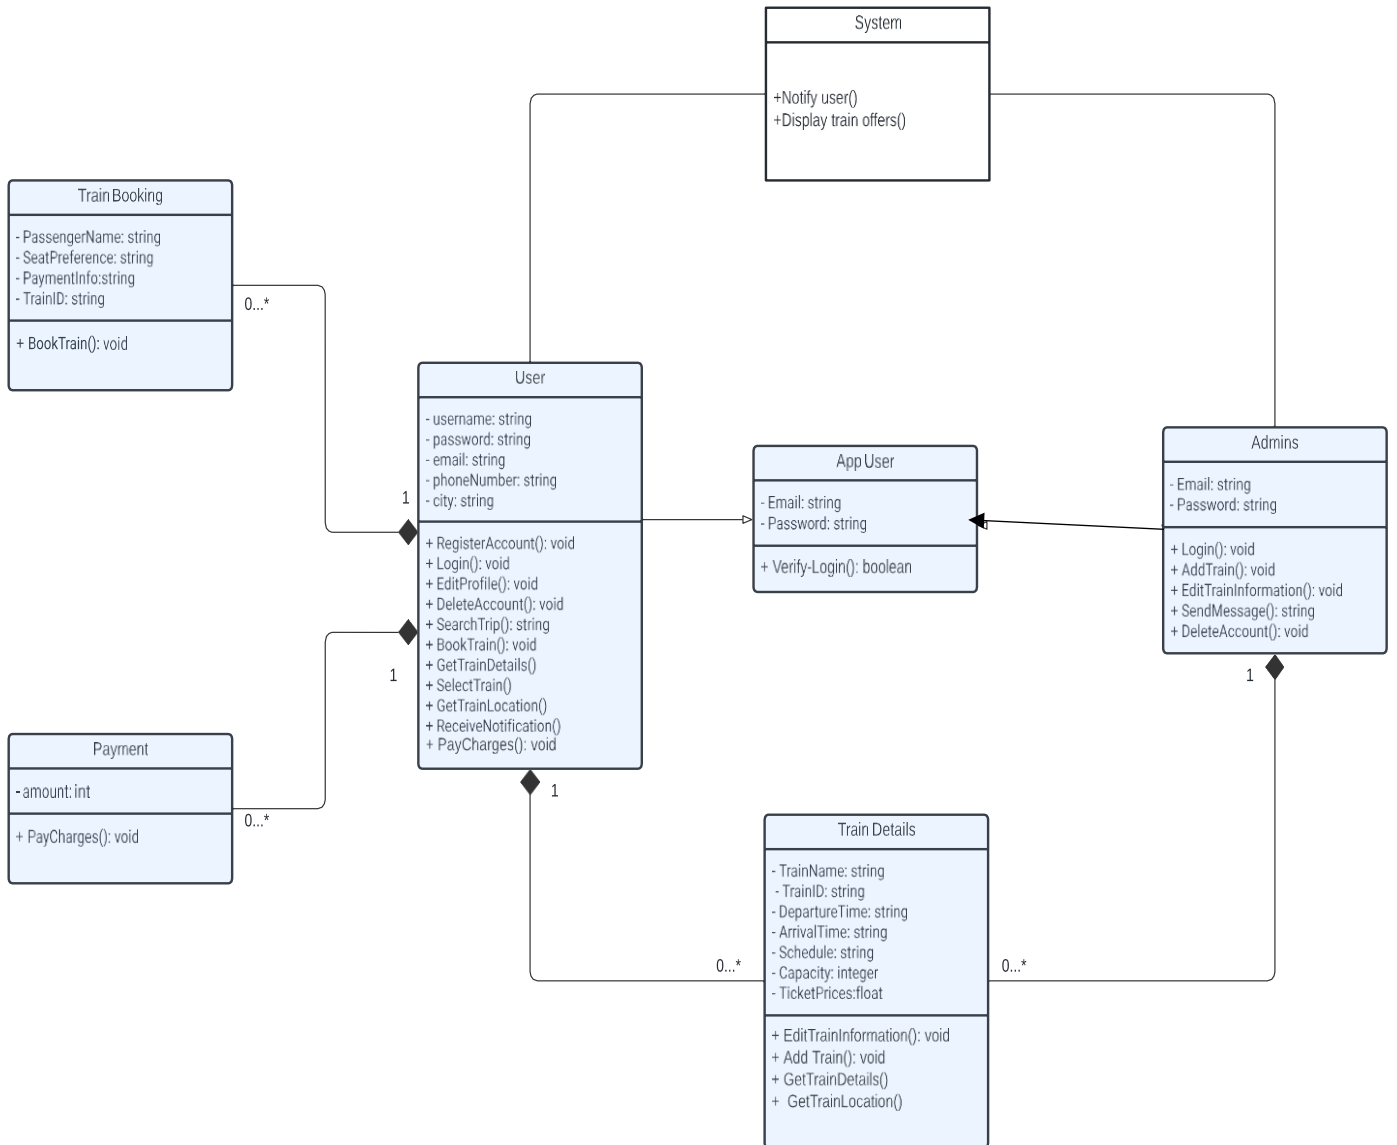 System
+Notify user()
+Display train offers()
Train Booking
- PassengerName: string
- SeatPreference: string
- PaymentInfo:string
- TrainID: string
+ BookTrain(): void
0...*
User
- username: string
- password: string
- email: string
- phoneNumber: string
- city: string
+ RegisterAccount(): void
+ Login(): void
+ EditProfile(): void
+ DeleteAccount(): void
+ SearchTrip(): string
+ BookTrain(): void
+ GetTrainDetails()
+ SelectTrain()
+ GetTrainLocation()
+ ReceiveNotification()
+ PayCharges(): void
1
1
1
App User
- Email: string
- Password: string
+ Verify-Login(): boolean
Admins
- Email: string
- Password: string
+ Login(): void
+ AddTrain(): void
+ EditTrainInformation(): void
+ SendMessage(): string
+ DeleteAccount(): void
1
Payment
- amount: int
+ PayCharges(): void
0...*
Train Details
- TrainName: string
- TrainID: string
- DepartureTime: string
- ArrivalTime: string
- Schedule: string
- Capacity: integer
- TicketPrices:float
+ EditTrainInformation(): void
+ Add Train(): void
+ GetTrainDetails()
+ GetTrainLocation()
0...*
0...*